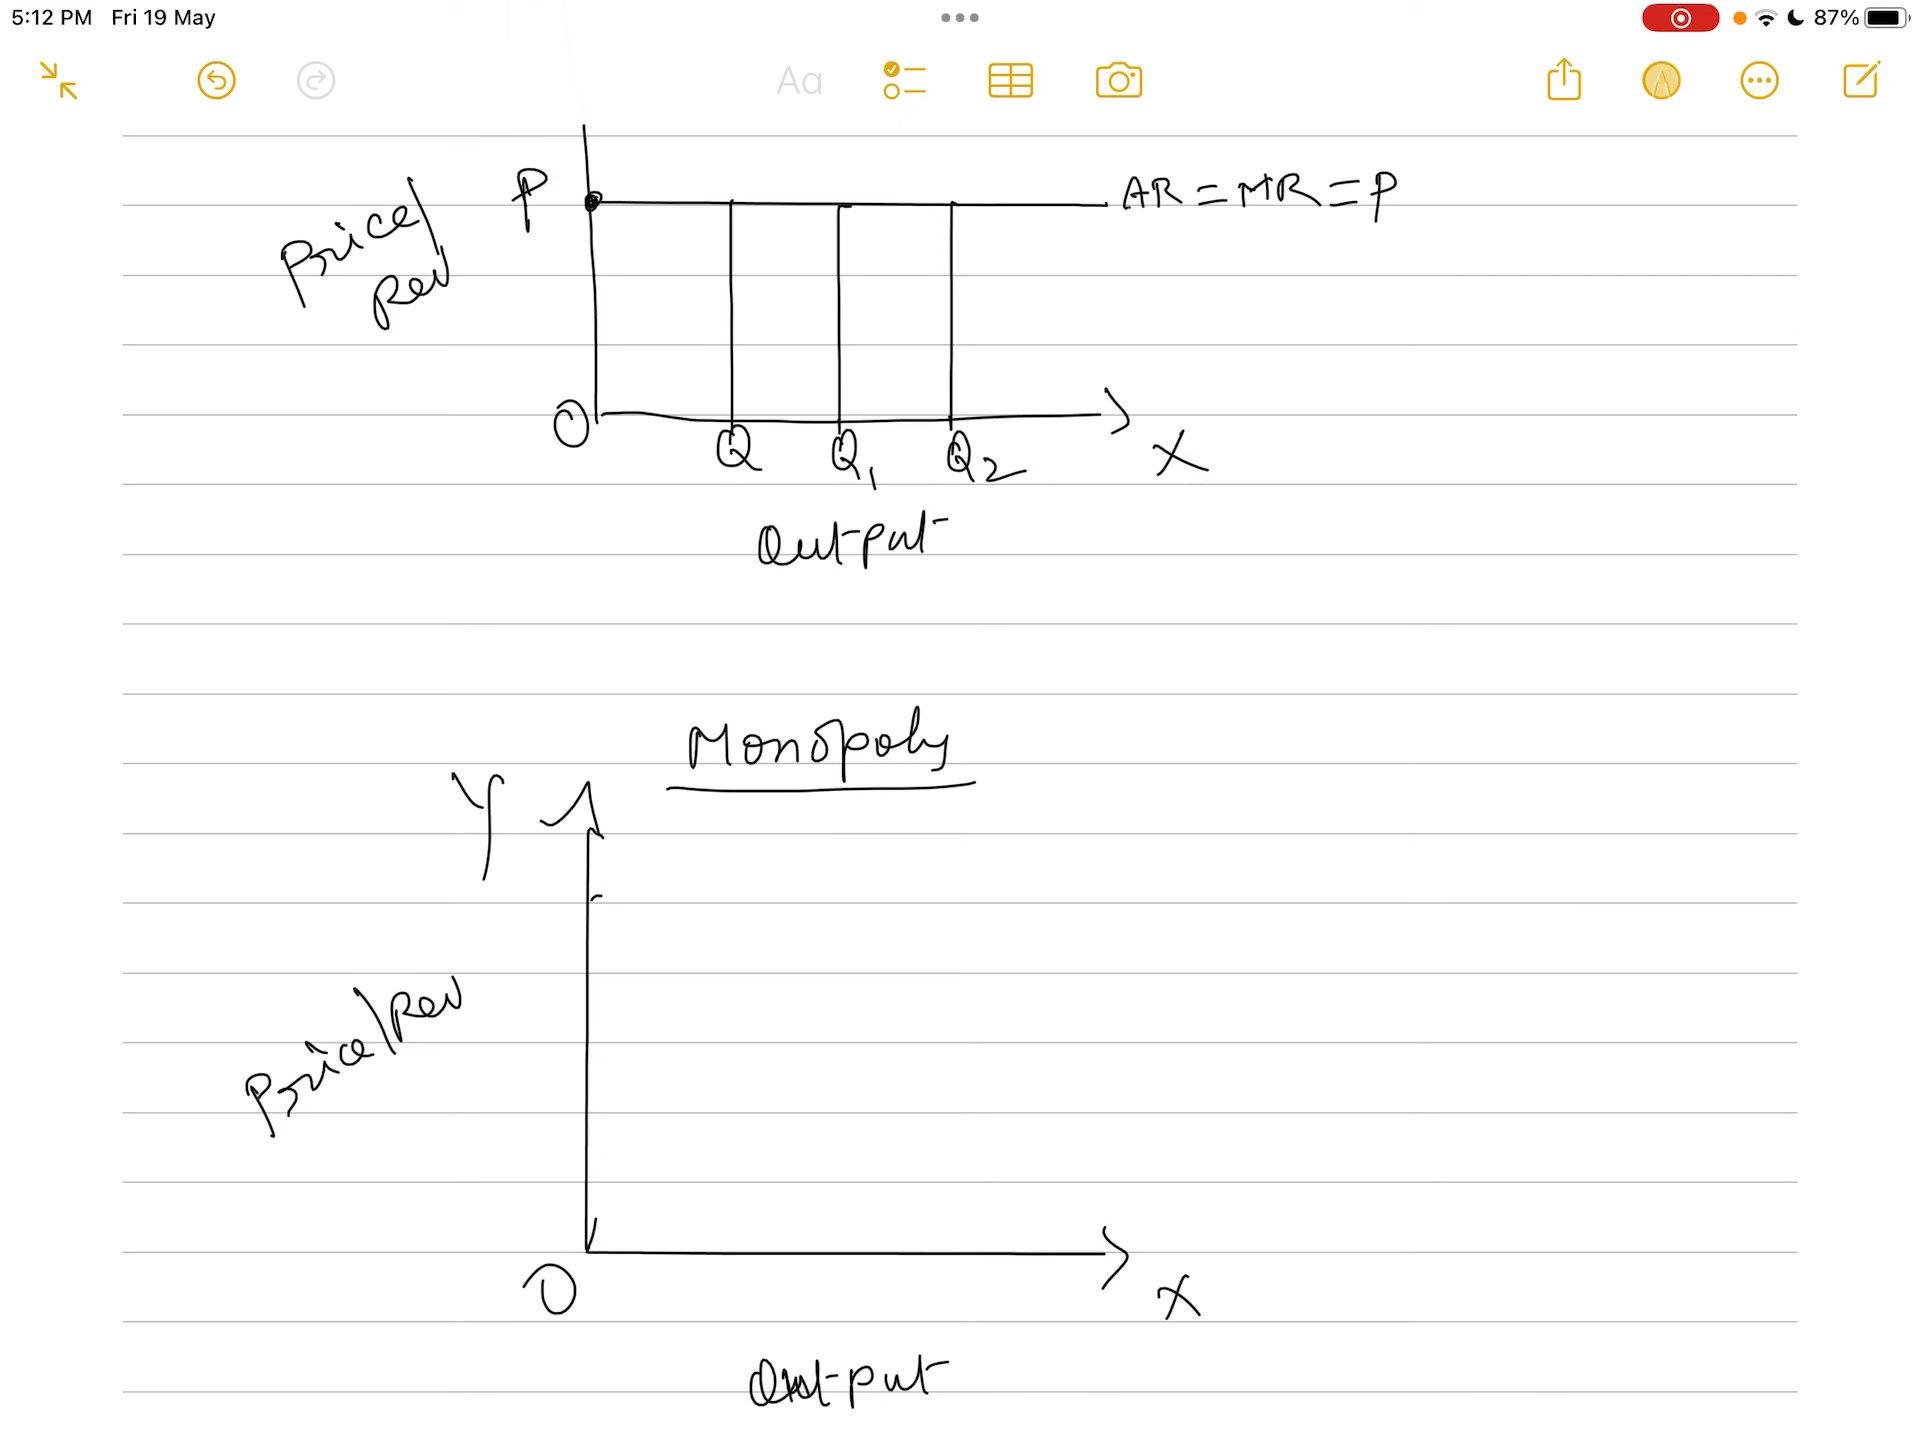 5:12 PM Fri 19 May
87%
Aa
P
AR = MR = P
Price/
Rev
O
Q Q1 Q2
X
Output
Monopoly
Y
Price/Rev
O
X
Output